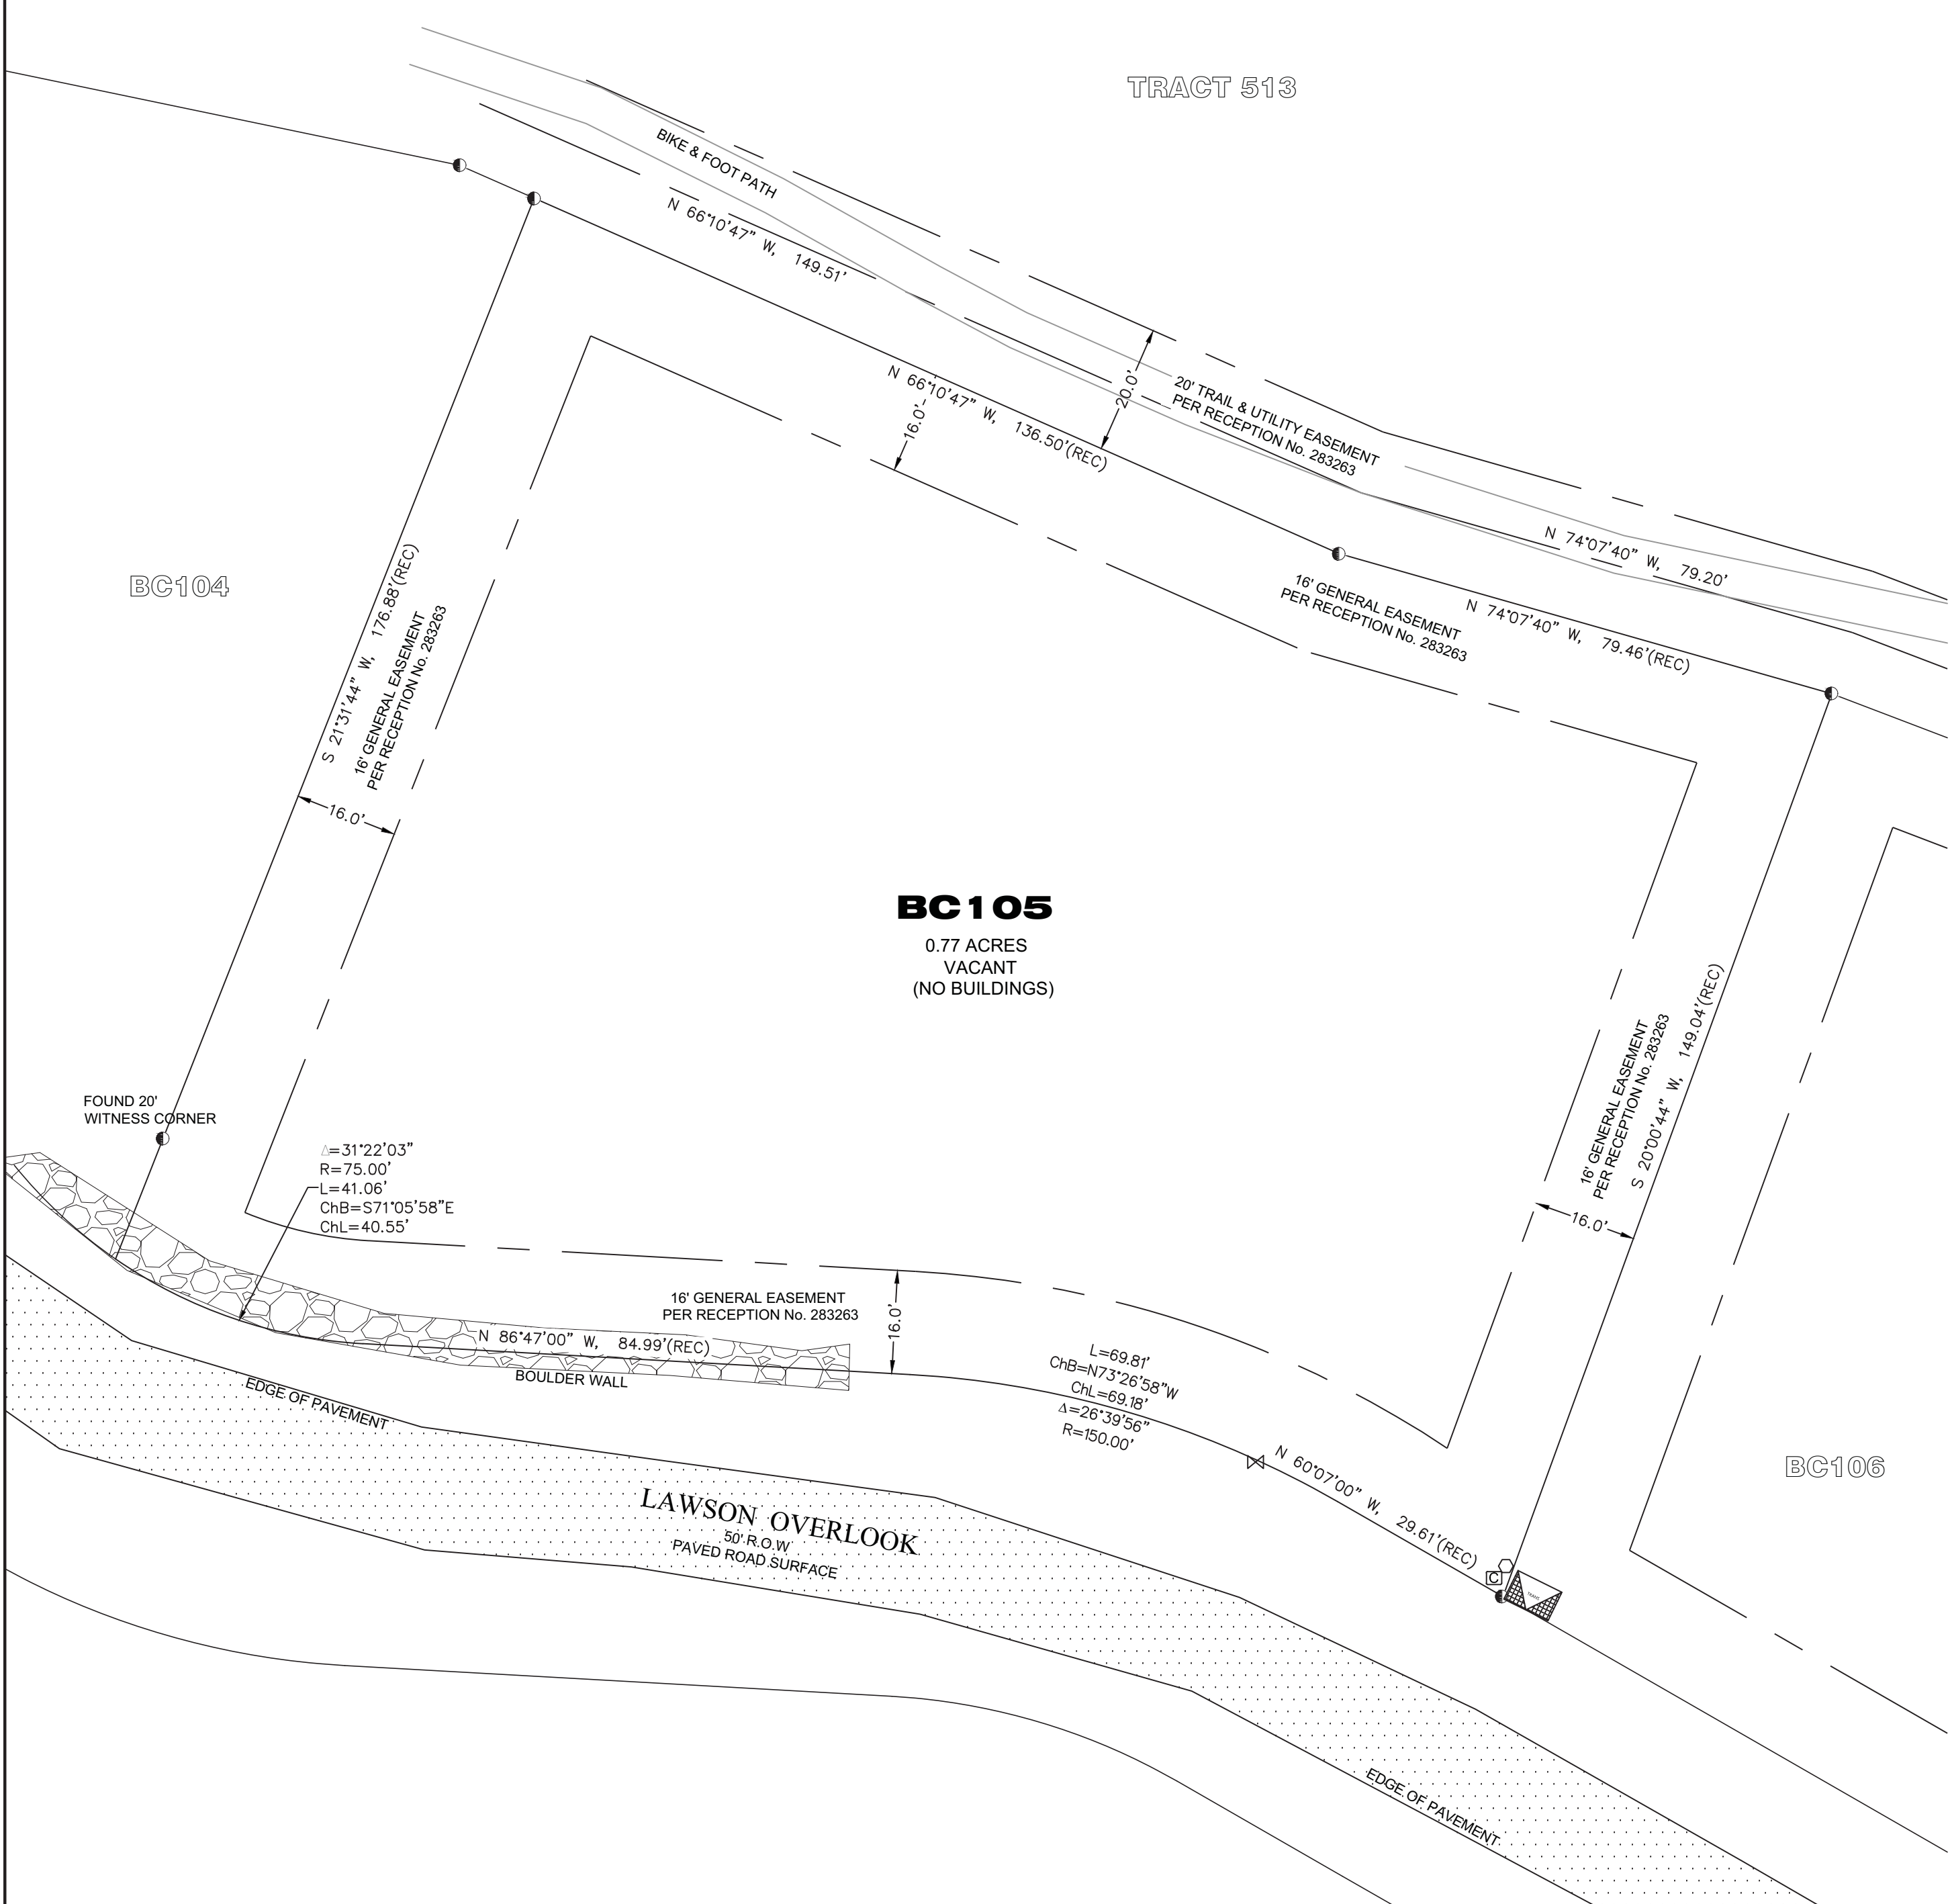 TRACT 513
BIKE & FOOT PATH
N 66°10'47" W, 149.51'
20.0'
20' TRAIL & UTILITY EASEMENT
PER RECEPTION No. 283263
N 66°10'47" W, 136.50'(REC)
16.0'
N 74°07'40" W, 79.20'
16' GENERAL EASEMENT
PER RECEPTION No. 283263
N 74°07'40" W, 79.46'(REC)
BC104
S 21°31'44" W, 176.88'(REC)
16' GENERAL EASEMENT
PER RECEPTION No. 283263
16.0'
BC105
0.77 ACRES
VACANT
(NO BUILDINGS)
16' GENERAL EASEMENT
PER RECEPTION No. 283263
S 20°00'44" W, 149.04'(REC)
16.0'
FOUND 20'
WITNESS CORNER
Δ=31°22'03"
R=75.00'
L=41.06'
ChB=S71°05'58"E
ChL=40.55'
16' GENERAL EASEMENT
PER RECEPTION No. 283263
16.0'
N 86°47'00" W, 84.99'(REC)
BOULDER WALL
L=69.81'
ChB=N73°26'58"W
ChL=69.18'
Δ=26°39'56"
R=150.00'
EDGE OF PAVEMENT
N 60°07'00" W, 29.61'(REC)
BC106
LAWSON OVERLOOK
50' R.O.W
PAVED ROAD SURFACE
C
TRANS
EDGE OF PAVEMENT